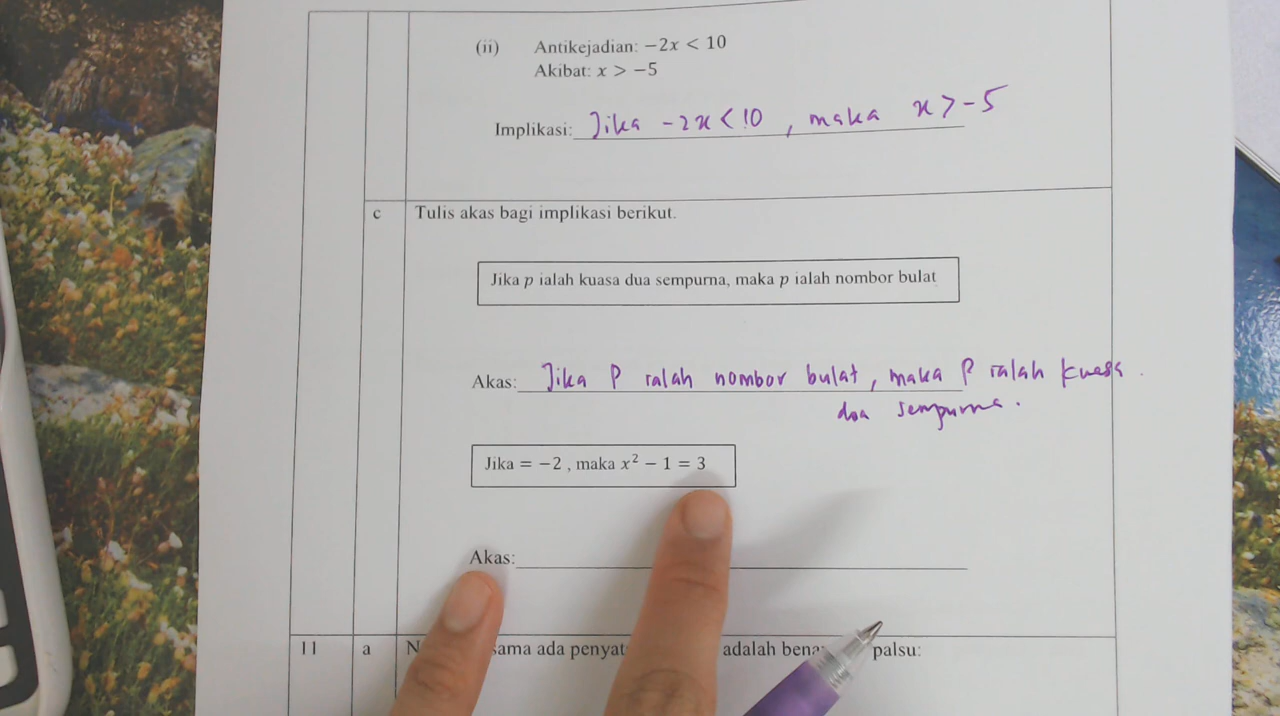 (ii) Antikejadian: −2x < 10
Akibat: x > −5
Implikasi: Jika -2x < 10 , maka x > -5
c Tulis akas bagi implikasi berikut.
Jika p ialah kuasa dua sempurna, maka p ialah nombor bulat
Akas: Jika P ialah nombor bulat, maka P ialah kuasa
dua sempurna.
Jika = −2 , maka x² − 1 = 3
Akas:
11 a sama ada adalah palsu: